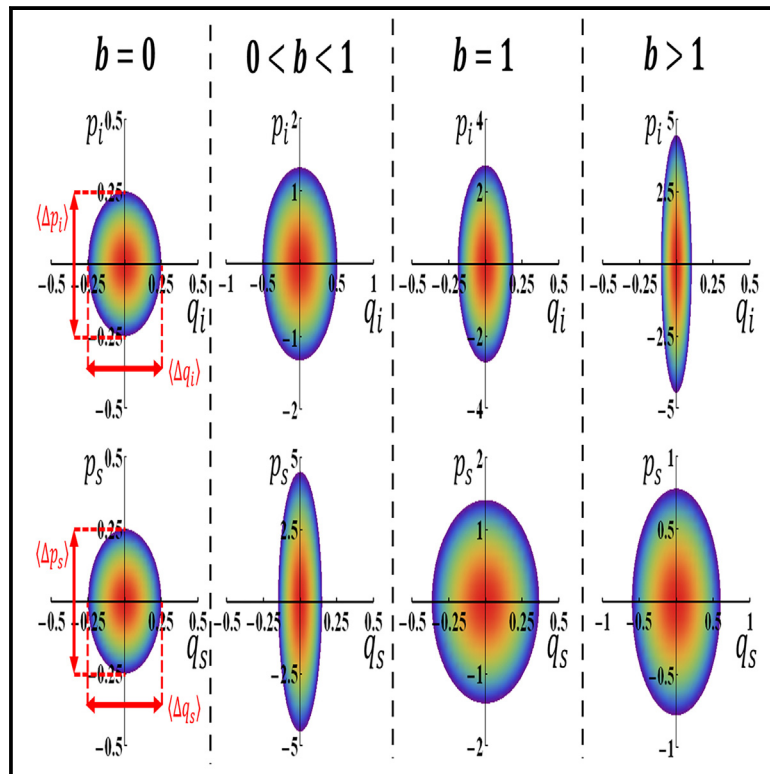 b = 0
0 < b < 1
b = 1
b > 1
p_i 0.5
p_i 2
p_i 4
p_i 5
0.25
1
2
2.5
⟨Δp_i⟩
-0.5 -0.25 0.25 0.5
-1 -0.5 0.5 1
-0.5 -0.25 0.25 0.5
-0.5 -0.25 0.25 0.5
q_i
q_i
q_i
q_i
-0.25
-1
-2
-2.5
⟨Δq_i⟩
-0.5
-2
-4
-5
p_s 0.5
p_s 5
p_s 2
p_s 1
0.25
2.5
1
0.5
⟨Δp_s⟩
-0.5 -0.25 0.25 0.5
-0.5 -0.25 0.25 0.5
-0.5 -0.25 0.25 0.5
-1 -0.5 0.5 1
q_s
q_s
q_s
q_s
-0.25
-2.5
-1
-0.5
⟨Δq_s⟩
-0.5
-5
-2
-1